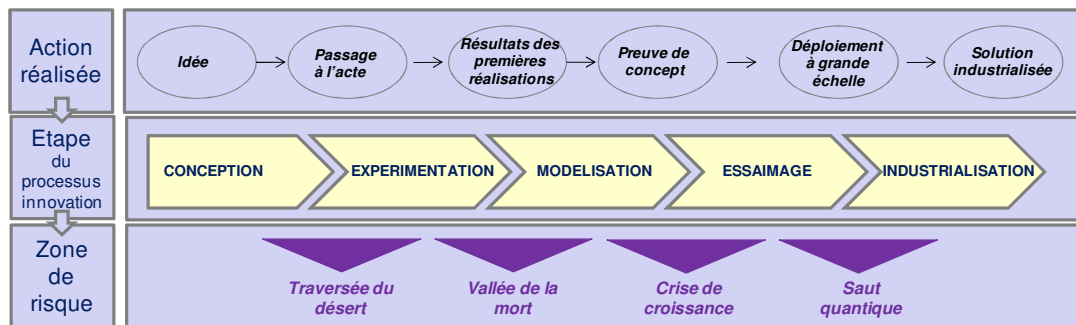 Action
réalisée
Idée
Passage
à l'acte
Résultats des
premières
réalisations
Preuve de
concept
Déploiement
à grande
échelle
Solution
industrialisée
Etape
du
processus
innovation
CONCEPTION
EXPERIMENTATION
MODELISATION
ESSAIMAGE
INDUSTRIALISATION
Zone
de
risque
Traversée du
désert
Vallée de la
mort
Crise de
croissance
Saut
quantique